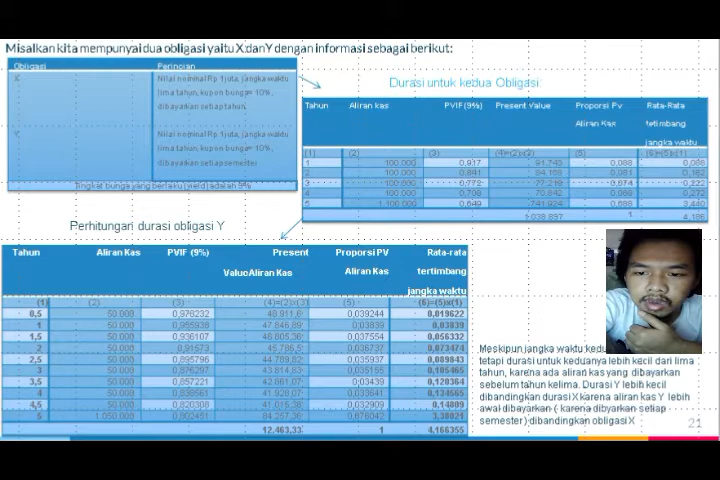 Misalkan kita mempunyai dua obligasi yaitu X dan Y dengan informasi sebagai berikut:
Obligasi Perincian
X Nilai nominal Rp 1 juta, jangka waktu
lima tahun, kupon bunga= 10%,
dibayarkan setiap tahun.
Y Nilai nominal Rp 1 juta, jangka waktu
lima tahun, kupon bunga= 10%,
dibayarkan setiap semester
Tingkat bunga yang berlaku (yield) adalah 9%
Durasi untuk kedua Obligasi
Tahun Aliran kas PVIF(9%) Present Value Proporsi Pv Rata-Rata
Aliran Kas tetimbang
jangka waktu
(1) (2) (3) (4)=(2)x(3) (5) (6)=(5)x(1)
1 100.000 0,917 91.743 0,088 0,088
2 100.000 0,841 84.168 0,081 0,162
3 100.000 0,772 77.218 0,074 0,222
4 100.000 0,708 70.842 0,068 0,272
5 1.100.000 0,649 3,440
1.038.897 1 4,186
Perhitungan durasi obligasi Y
Tahun Aliran Kas PVIF (9%) Present Proporsi PV Rata-rata
Value Aliran Kas Aliran Kas tertimbang
jangka waktu
(1) (2) (3) (4)=(2)x(3) (5) (6)=(5)x(1)
0,5 50.000 0,978232 48.911,6 0,039244 0,019622
1 50.000 0,955938 47.846,89 0,03839 0,03839
1,5 50.000 0,936107 46.805,36 0,037554 0,056332
2 50.000 0,91573 45.786,5 0,036737 0,073474
2,5 50.000 0,895796 44.789,82 0,035937 0,089843
3 50.000 0,876297 43.814,83 0,035155 0,105465
3,5 50.000 0,857221 42.861,07 0,03439 0,120364
4 50.000 0,838561 41.928,07 0,033641 0,134565
4,5 50.000 0,820308 41.015,38 0,032909 0,14809
5 1.050.000 0,802451 0,676042 3,38021
12.463,33 1 4,166355
Meskipun jangka waktu
tetapi durasi untuk keduanya lebih kecil dari lima
tahun, karena ada aliran kas yang dibayarkan
sebelum tahun kelima. Durasi Y lebih kecil
dibandingkan durasi X karena aliran kas Y lebih
awal dibayarkan ( karena dibyarkan setiap
semester ) dibandingkan obligasi X
21